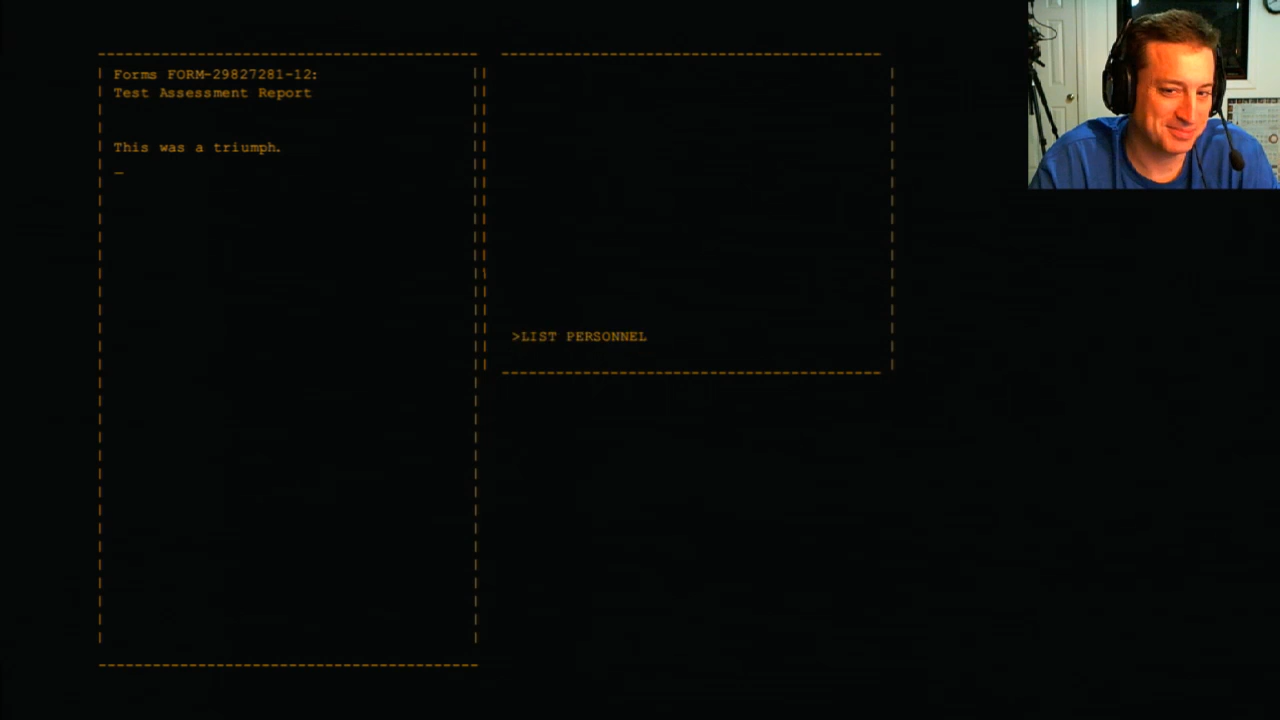 Forms FORM-29827281-12:
Test Assessment Report
This was a triumph.
>LIST PERSONNEL